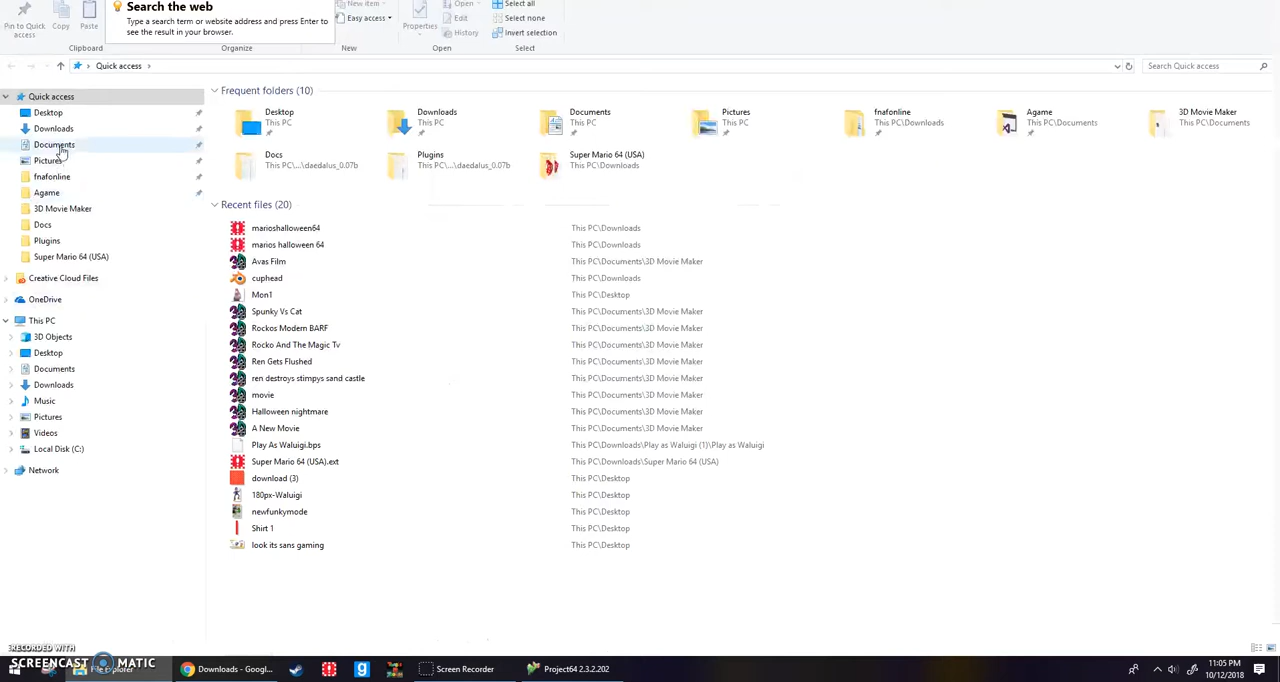 Search the web
Type a search term or website address and press Enter to
see the result in your browser.
Pin to Quick
access
Copy
Paste
Clipboard
Organize
New item
Easy access
New
Properties
Open
Edit
History
Open
Select all
Select none
Invert selection
Select
Quick access
Search Quick access
Quick access
Desktop
Downloads
Documents
Pictures
fnafonline
Agame
3D Movie Maker
Docs
Plugins
Super Mario 64 (USA)
Creative Cloud Files
OneDrive
This PC
3D Objects
Desktop
Documents
Downloads
Music
Pictures
Videos
Local Disk (C:)
Network
Frequent folders (10)
Desktop
This PC
Downloads
This PC
Documents
This PC
Pictures
This PC
fnafonline
This PC\Downloads
Agame
This PC\Documents
3D Movie Maker
This PC\Documents
Docs
This PC\...\daedalus_0.07b
Plugins
This PC\...\daedalus_0.07b
Super Mario 64 (USA)
This PC\Downloads
Recent files (20)
marioshalloween64 This PC\Downloads
marios halloween 64 This PC\Downloads
Avas Film This PC\Documents\3D Movie Maker
cuphead This PC\Downloads
Mon1 This PC\Desktop
Spunky Vs Cat This PC\Documents\3D Movie Maker
Rockos Modern BARF This PC\Documents\3D Movie Maker
Rocko And The Magic Tv This PC\Documents\3D Movie Maker
Ren Gets Flushed This PC\Documents\3D Movie Maker
ren destroys stimpys sand castle This PC\Documents\3D Movie Maker
movie This PC\Documents\3D Movie Maker
Halloween nightmare This PC\Documents\3D Movie Maker
A New Movie This PC\Documents\3D Movie Maker
Play As Waluigi.bps This PC\Downloads\Play as Waluigi (1)\Play as Waluigi
Super Mario 64 (USA).ext This PC\Downloads\Super Mario 64 (USA)
download (3) This PC\Desktop
180px-Waluigi This PC\Desktop
newfunkymode This PC\Desktop
Shirt 1 This PC\Desktop
look its sans gaming This PC\Desktop
RECORDED WITH
SCREENCAST MATIC
File Explorer
Downloads - Googl...
Screen Recorder
Project64 2.3.2.202
11:05 PM
10/12/2018